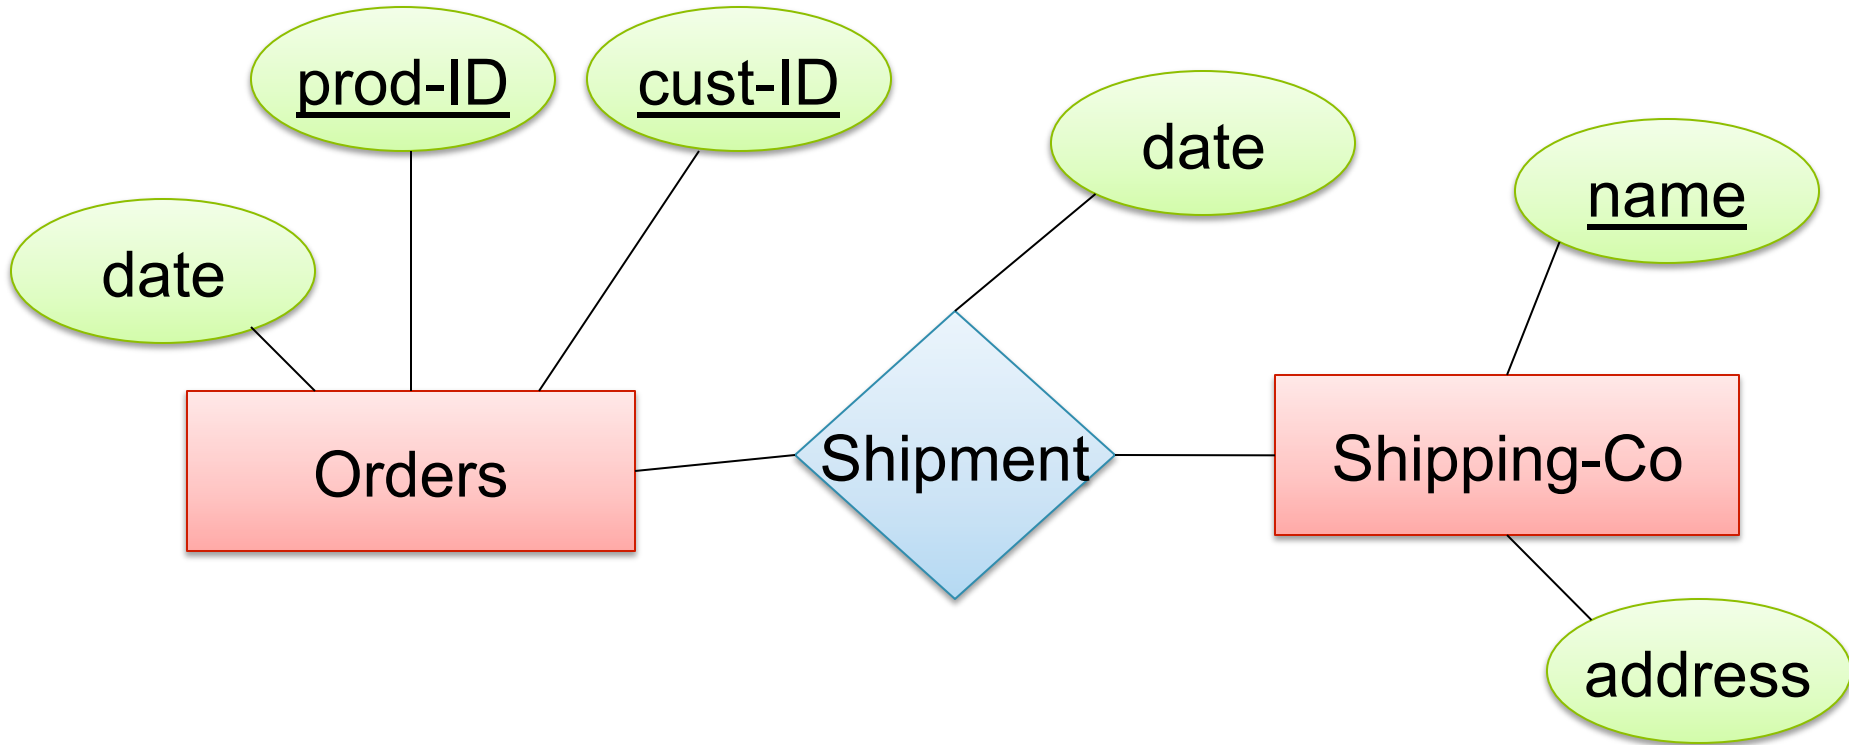 prod-ID
cust-ID
date
name
date
Orders
Shipment
Shipping-Co
address